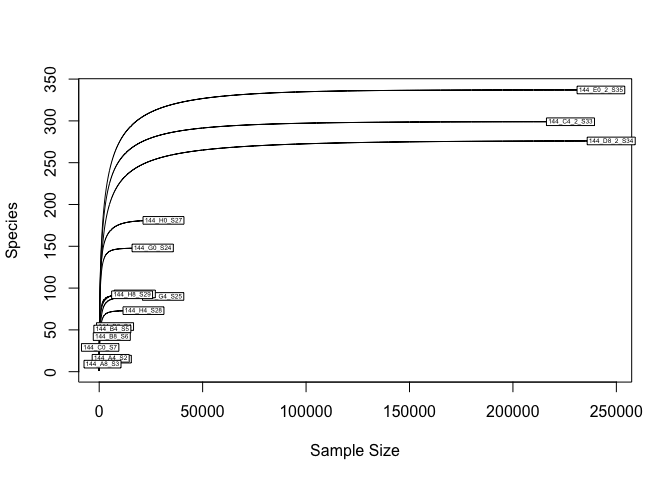 350
300
250
200
150
100
50
0
Species
144_E0_2_S35
144_C4_2_S33
144_D8_2_S34
144_H0_S27
144_G0_S24
144_H8_S29
G4_S25
144_H4_S28
144_B4_S5
144_B8_S6
144_C0_S7
144_A4_S2
144_A8_S3
0
50000
100000
150000
200000
250000
Sample Size